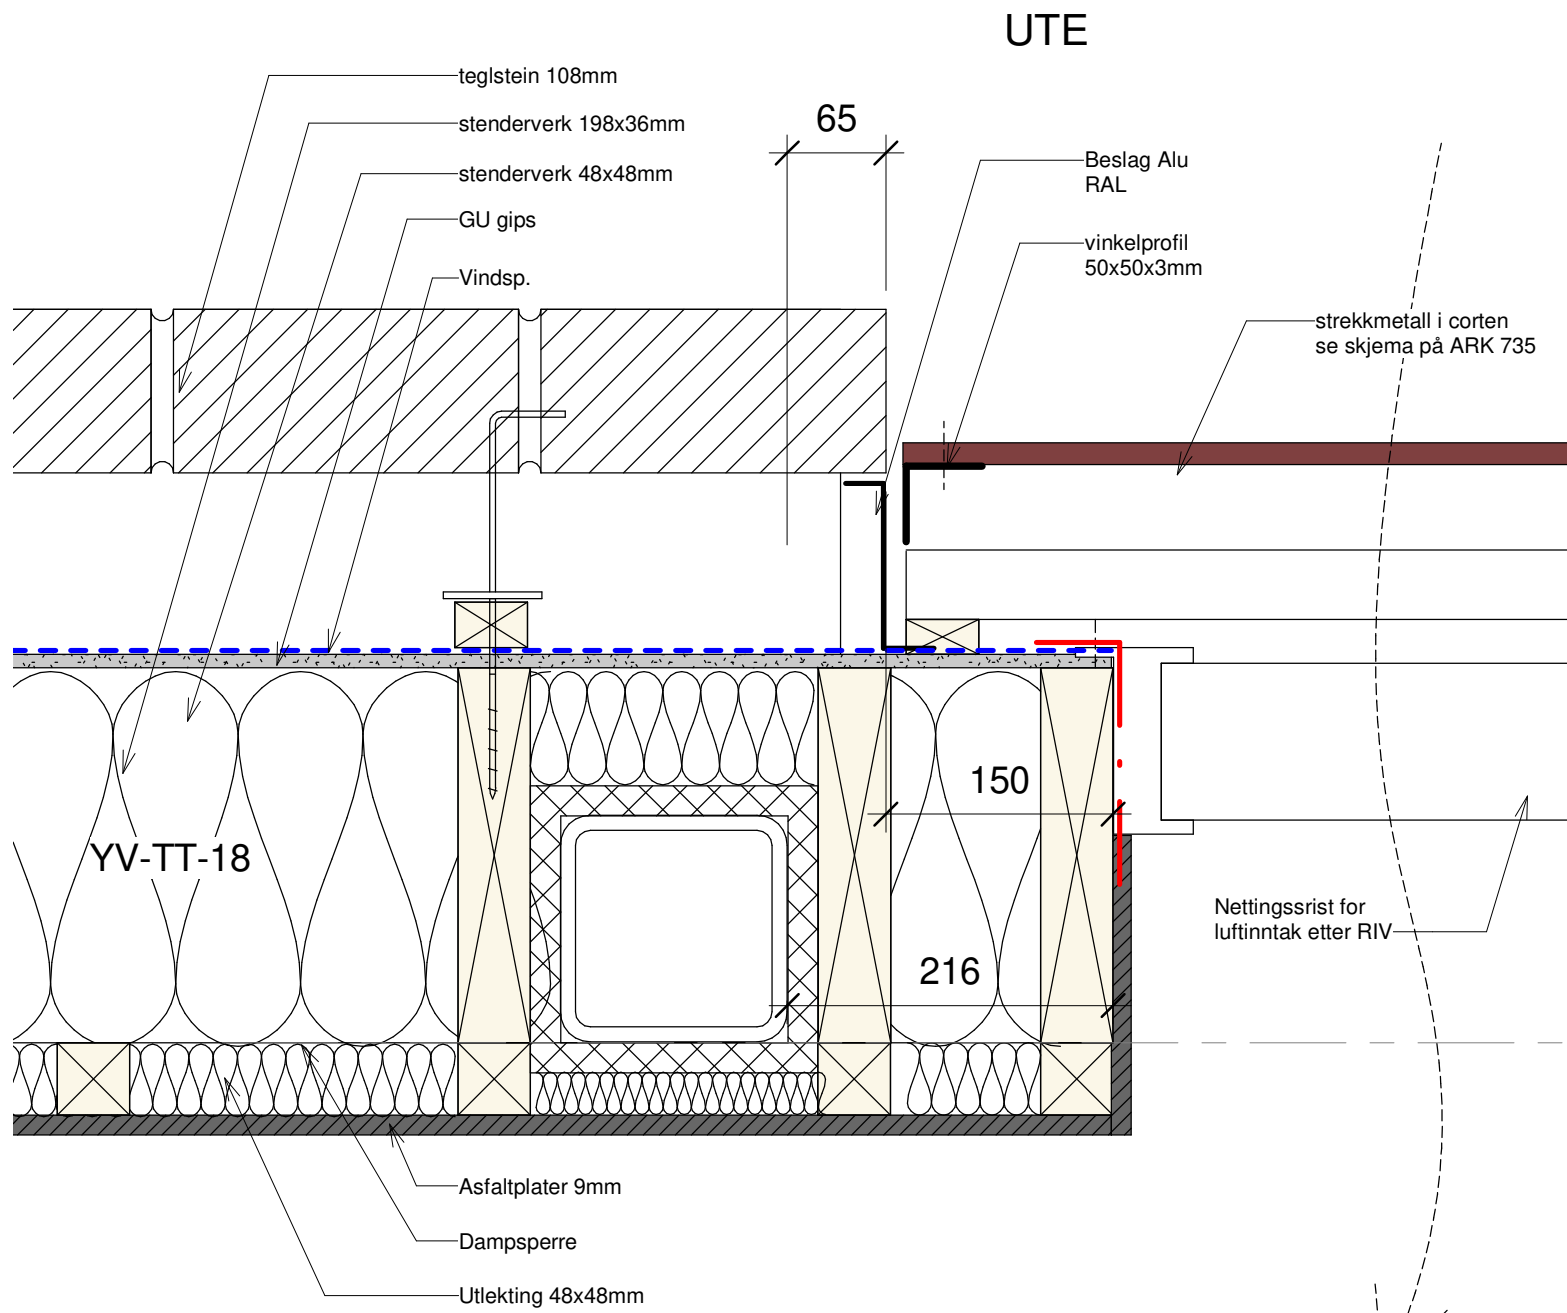 UTE
teglstein 108mm
stenderverk 198x36mm
stenderverk 48x48mm
GU gips
Vindsp.
65
Beslag Alu
RAL
vinkelprofil
50x50x3mm
strekkmetall i corten
se skjema på ARK 735
150
YV-TT-18
216
Nettingssrist for
luftinntak etter RIV
Asfaltplater 9mm
Dampsperre
Utlekting 48x48mm